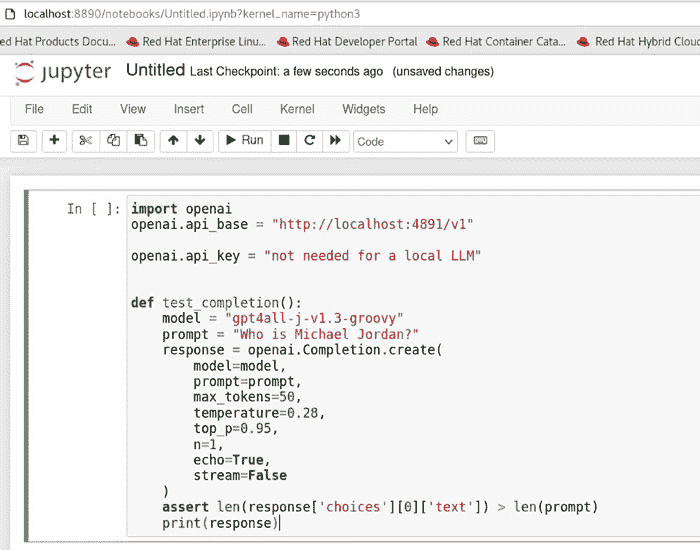 localhost:8890/notebooks/Untitled.ipynb?kernel_name=python3
ed Hat Products Docu... Red Hat Enterprise Linu... Red Hat Developer Portal Red Hat Container Cata... Red Hat Hybrid Cloud
jupyter Untitled Last Checkpoint: a few seconds ago (unsaved changes)
File Edit View Insert Cell Kernel Widgets Help
Run Code
In [ ]: import openai
openai.api_base = "http://localhost:4891/v1"
openai.api_key = "not needed for a local LLM"
def test_completion():
    model = "gpt4all-j-v1.3-groovy"
    prompt = "Who is Michael Jordan?"
    response = openai.Completion.create(
        model=model,
        prompt=prompt,
        max_tokens=50,
        temperature=0.28,
        top_p=0.95,
        n=1,
        echo=True,
        stream=False
    )
    assert len(response['choices'][0]['text']) > len(prompt)
    print(response)